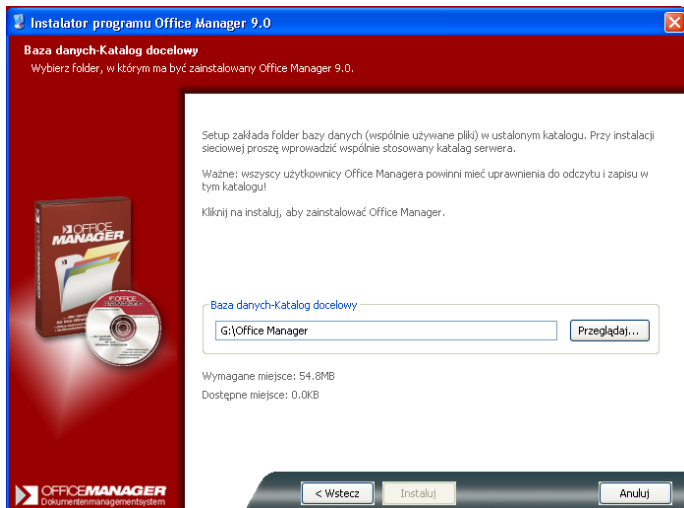 Instalator programu Office Manager 9.0
Baza danych-Katalog docelowy
Wybierz folder, w którym ma być zainstalowany Office Manager 9.0.
Setup zakłada folder bazy danych (wspólnie używane pliki) w ustalonym katalogu. Przy instalacji
sieciowej proszę wprowadzić wspólnie stosowany katalag serwera.
Ważne: wszyscy użytkownicy Office Managera powinni mieć uprawnienia do odczytu i zapisu w
tym katalogu!
Kliknij na instaluj, aby zainstalować Office Manager.
OFFICE
MANAGER
Baza danych-Katalog docelowy
G:\Office Manager
Przeglądaj...
Wymagane miejsce: 54.8MB
Dostępne miejsce: 0.0KB
OFFICEMANAGER
Dokumentenmanagementsystem
< Wstecz
Instaluj
Anuluj